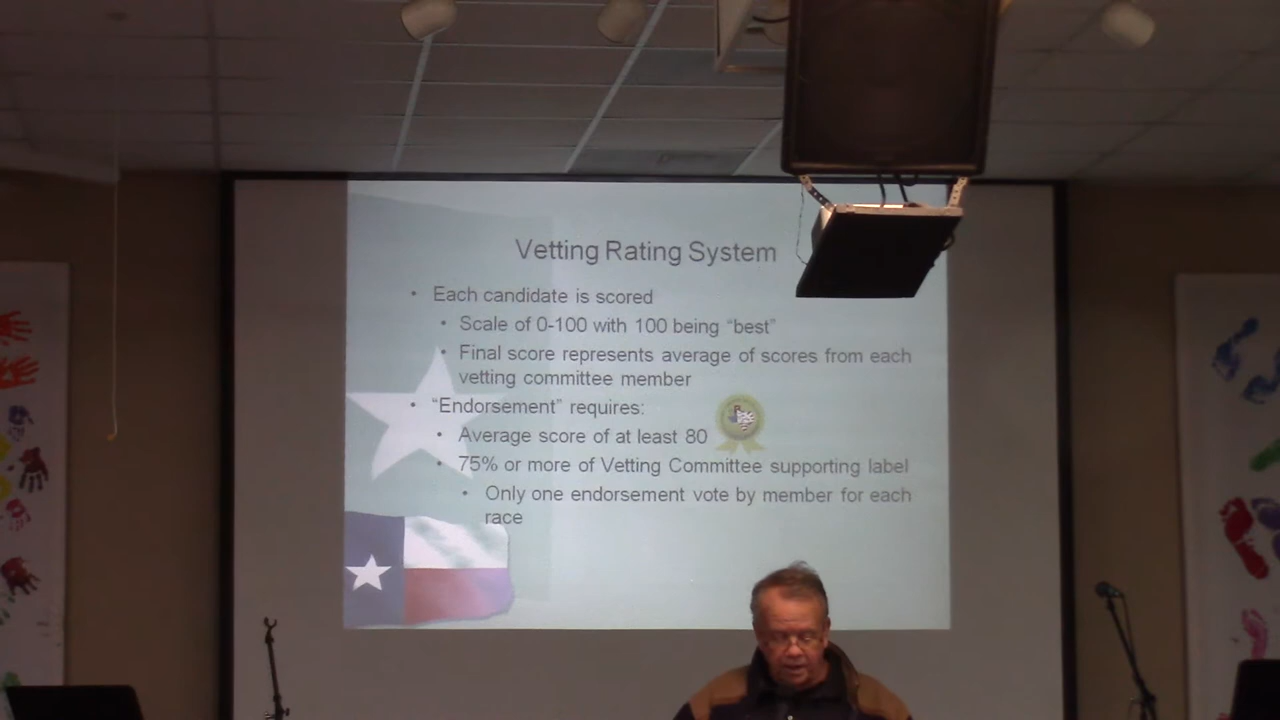 Vetting Rating System
• Each candidate is scored
• Scale of 0-100 with 100 being “best”
• Final score represents average of scores from each
vetting committee member
• “Endorsement” requires:
• Average score of at least 80
• 75% or more of Vetting Committee supporting label
• Only one endorsement vote by member for each
race